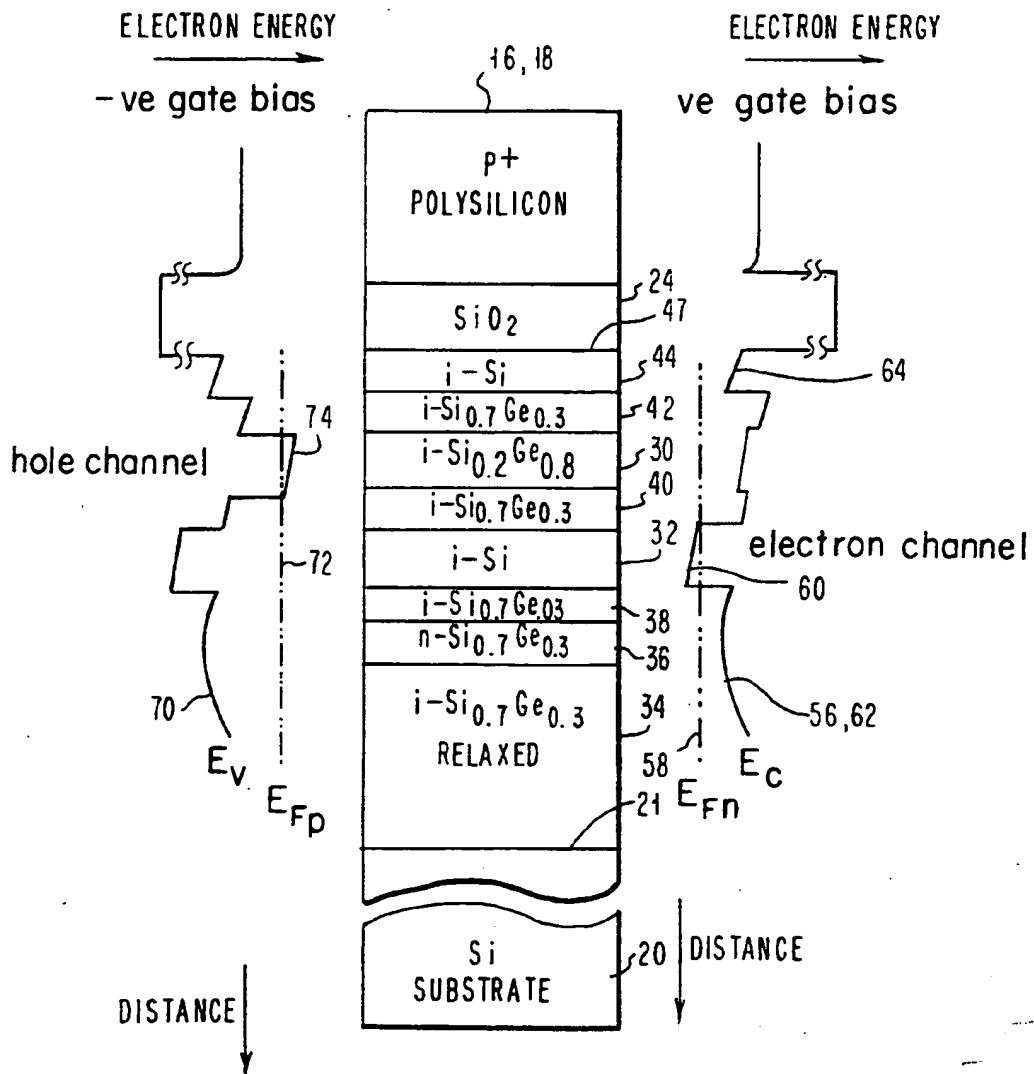 ELECTRON ENERGY
ELECTRON ENERGY
16,18
-ve gate bias
ve gate bias
p+
POLYSILICON
24
SiO2
47
i-Si
44
64
i-Si0.7Ge0.3
42
74
hole channel
i-Si0.2Ge0.8
30
i-Si0.7Ge0.3
40
32
electron channel
72
i-Si
60
i-Si0.7Ge.03
38
n-Si0.7Ge0.3
36
70
i-Si0.7Ge0.3
34
RELAXED
56,62
58
EV
EC
EFp
EFn
21
Si
SUBSTRATE
20
DISTANCE
DISTANCE